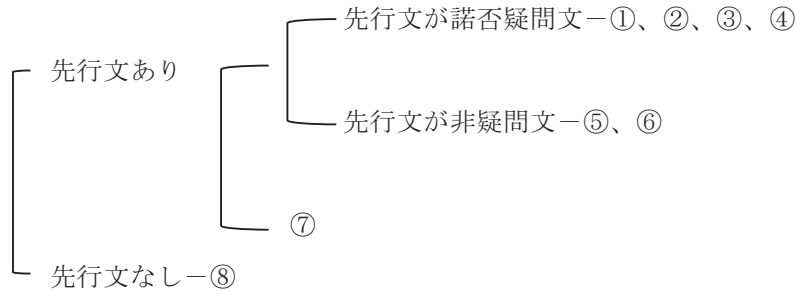 先行文が諾否疑問文－①、②、③、④
先行文あり
先行文が非疑問文－⑤、⑥
⑦
先行文なし－⑧